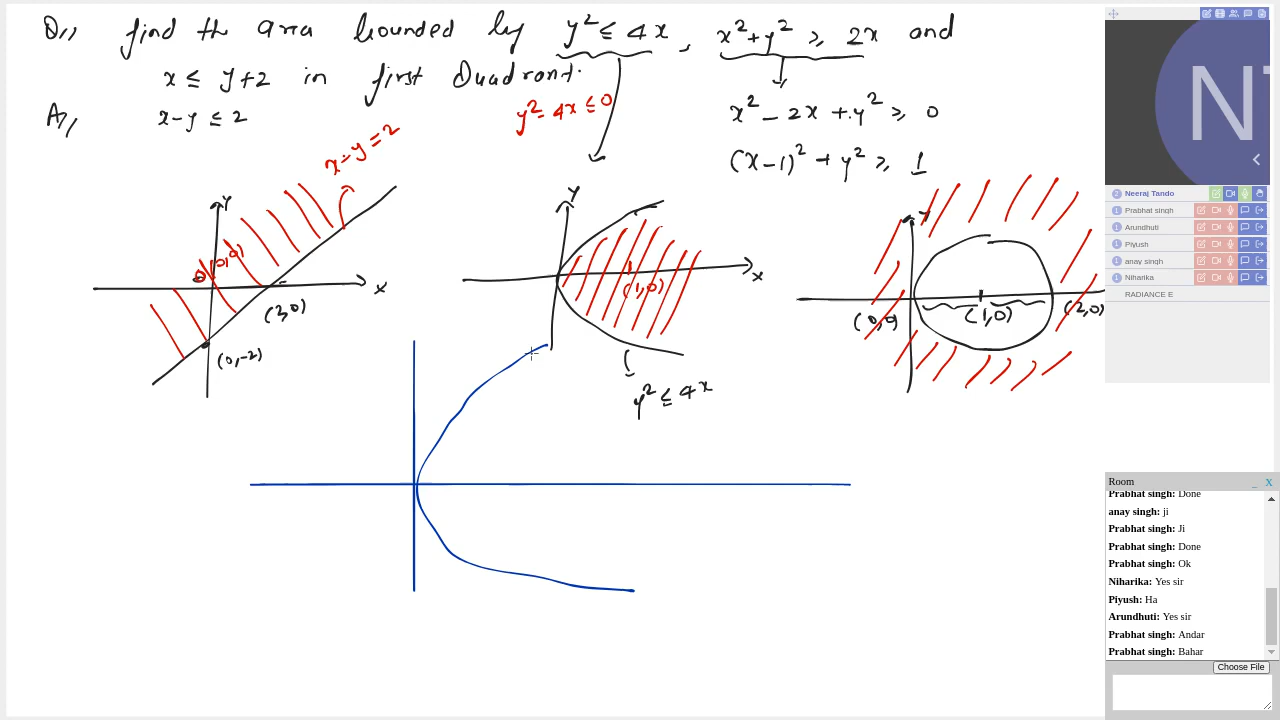 Q,, find the area bounded by y² ≤ 4x, x²+y² ≥ 2x and
x ≤ y+2 in first Quadrant.
A,, x-y ≤ 2
y²-4x ≤ 0
x² - 2x + y² ≥ 0
(x-1)² + y² ≥ 1
x-y=2
Y
(0,0)
X
(2,0)
(0,-2)
Y
(1,0)
X
y² ≤ 4x
Y
(0,0)
(1,0)
(2,0)
N
Neeraj Tando
Prabhat singh
Arundhuti
Piyush
anay singh
Niharika
RADIANCE E
Room _ X
Prabhat singh: Done
anay singh: ji
Prabhat singh: Ji
Prabhat singh: Done
Prabhat singh: Ok
Niharika: Yes sir
Piyush: Ha
Arundhuti: Yes sir
Prabhat singh: Andar
Prabhat singh: Bahar
Choose File